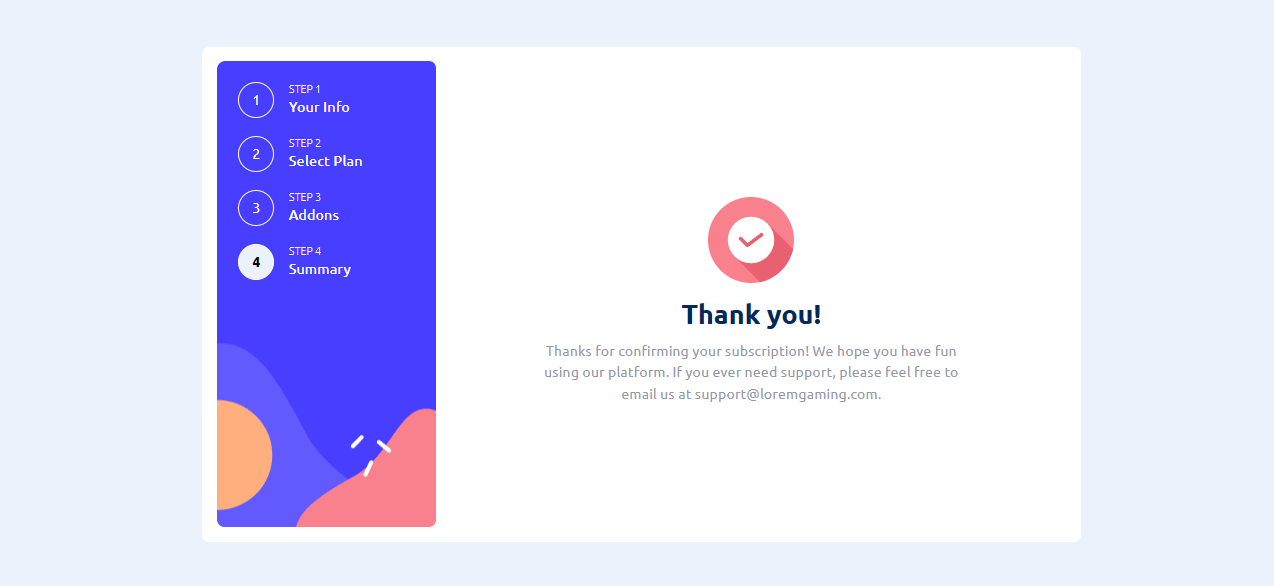 1
STEP 1
Your Info
2
STEP 2
Select Plan
3
STEP 3
Addons
4
STEP 4
Summary
Thank you!
Thanks for confirming your subscription! We hope you have fun
using our platform. If you ever need support, please feel free to
email us at support@loremgaming.com.